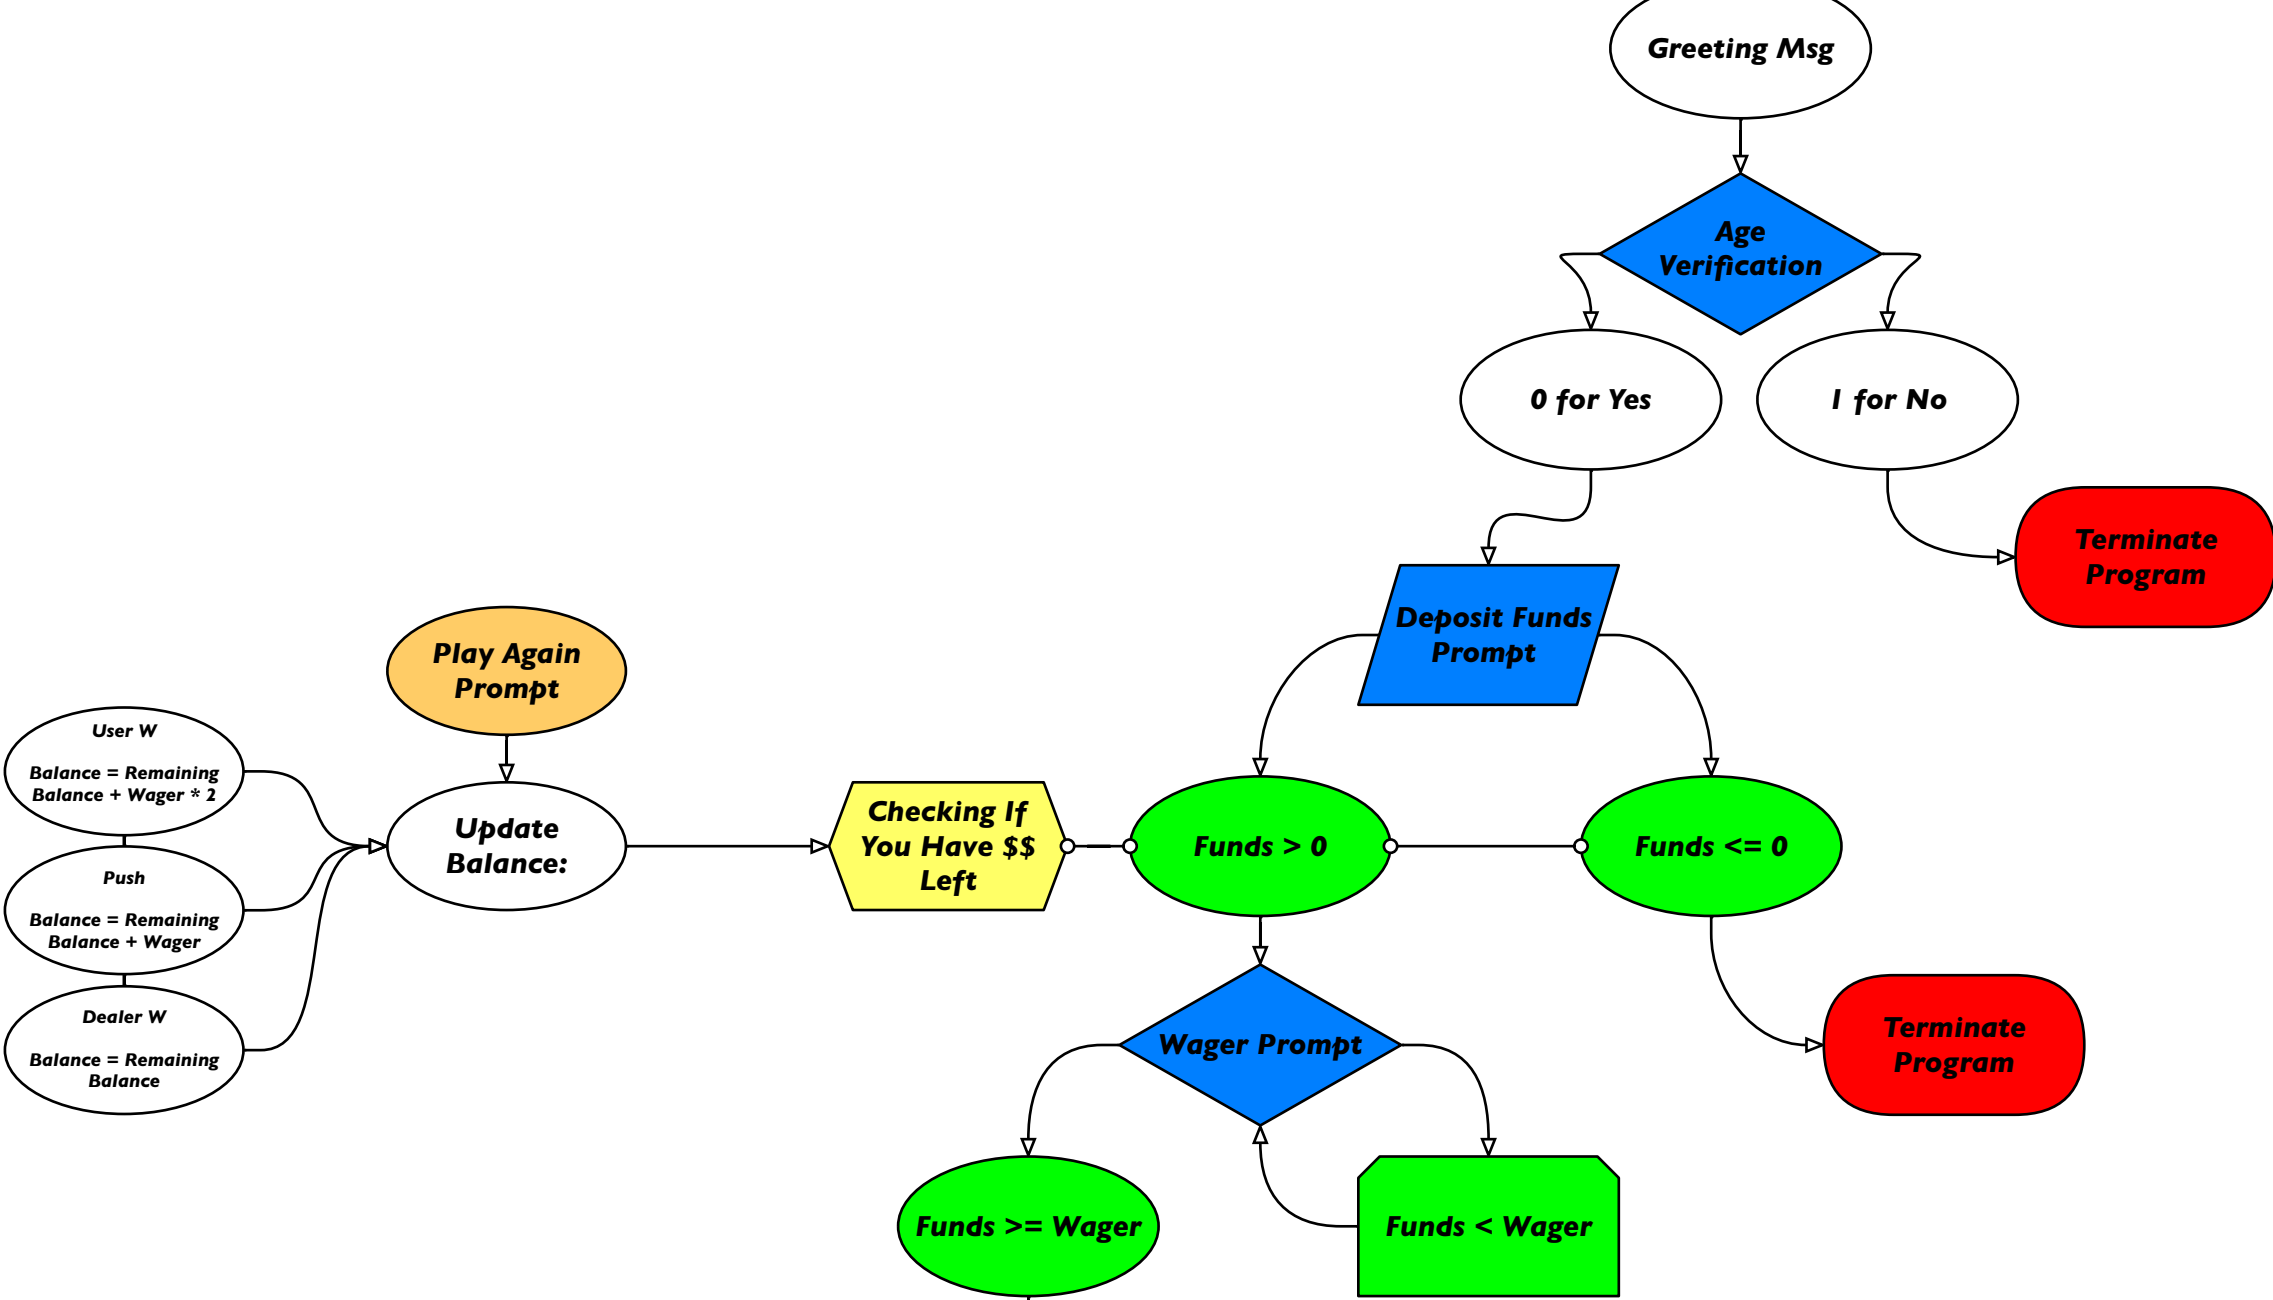 Greeting Msg
Age
Verification
0 for Yes
1 for No
Terminate
Program
Deposit Funds
Prompt
Play Again
Prompt
User W
Balance = Remaining
Balance + Wager * 2
Update
Balance:
Checking If
You Have $$
Left
Funds > 0
Funds <= 0
Push
Balance = Remaining
Balance + Wager
Dealer W
Balance = Remaining
Balance
Wager Prompt
Terminate
Program
Funds >= Wager
Funds < Wager